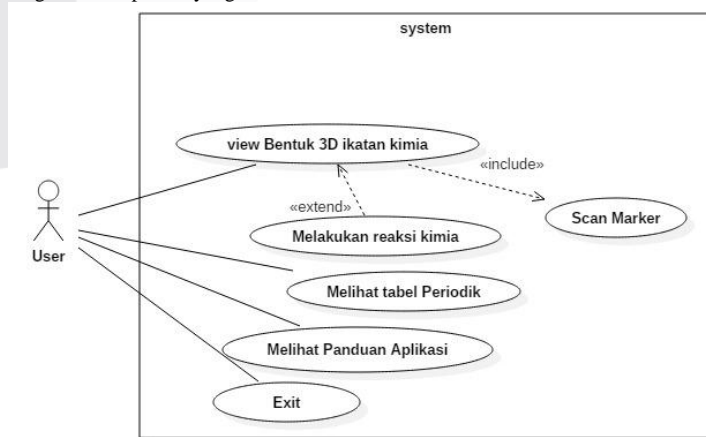 system
view Bentuk 3D ikatan kimia
«include»
«extend»
Scan Marker
Melakukan reaksi kimia
User
Melihat tabel Periodik
Melihat Panduan Aplikasi
Exit